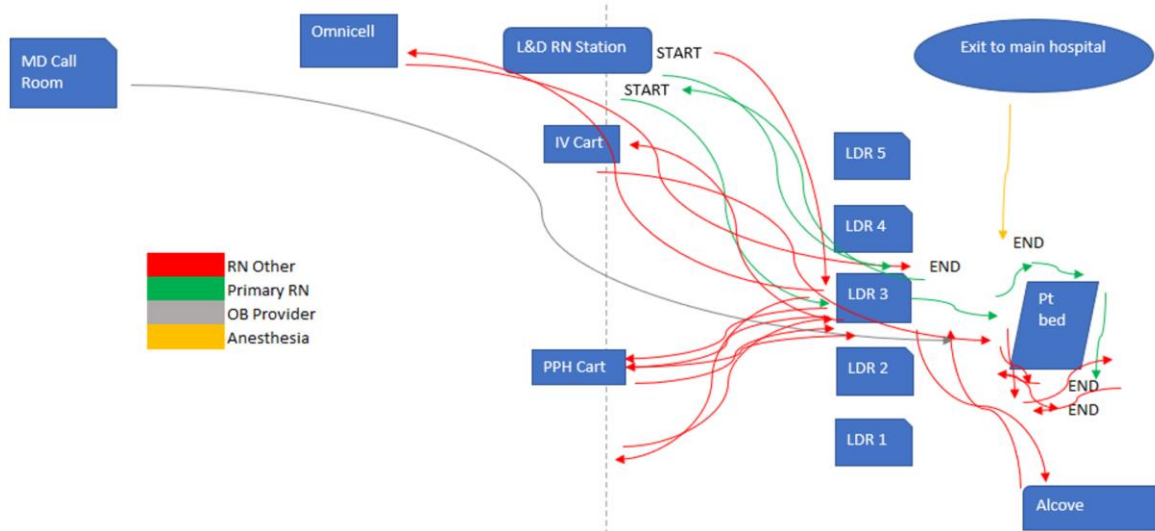 Omnicell
L&D RN Station
START
Exit to main hospital
MD Call
Room
START
IV Cart
LDR 5
LDR 4
END
END
RN Other
Primary RN
OB Provider
Anesthesia
LDR 3
Pt
bed
PPH Cart
LDR 2
END
END
LDR 1
Alcove